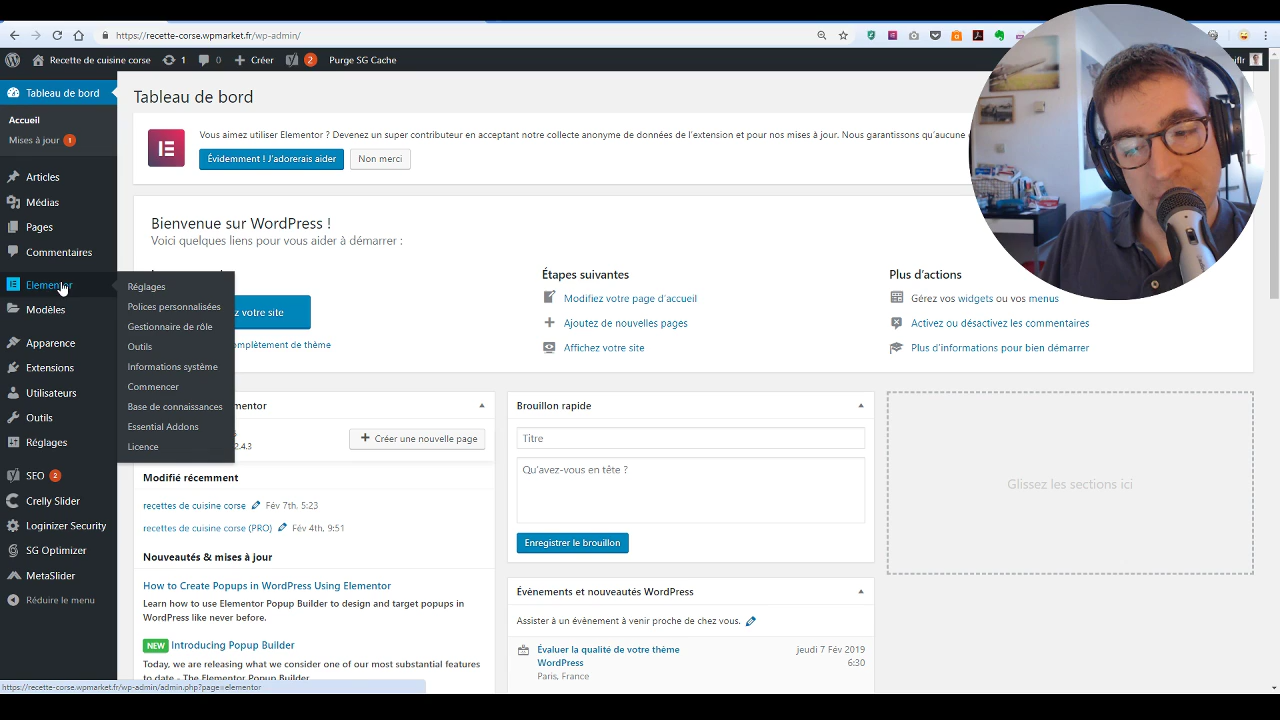 https://recette-corse.wpmarket.fr/wp-admin/
Recette de cuisine corse
1
0
Créer
2
Purge SG Cache
Tableau de bord
Accueil
Mises à jour 1
Articles
Médias
Pages
Commentaires
Elementor
Modèles
Apparence
Extensions
Utilisateurs
Outils
Réglages
SEO 2
Crelly Slider
Loginizer Security
SG Optimizer
MetaSlider
Réduire le menu
Réglages
Polices personnalisées
Gestionnaire de rôle
Outils
Informations système
Commencer
Base de connaissances
Essential Addons
Licence
Tableau de bord
Vous aimez utiliser Elementor ? Devenez un super contributeur en acceptant notre collecte anonyme de données de l'extension et pour nos mises à jour. Nous garantissons qu'aucune
Évidemment ! J'adorerais aider
Non merci
Bienvenue sur WordPress !
Voici quelques liens pour vous aider à démarrer :
votre site
complètement de thème
Étapes suivantes
Modifiez votre page d'accueil
Ajoutez de nouvelles pages
Affichez votre site
Plus d'actions
Gérez vos widgets ou vos menus
Activez ou désactivez les commentaires
Plus d'informations pour bien démarrer
mentor
2.4.3
Créer une nouvelle page
Modifié récemment
recettes de cuisine corse Fév 7th, 5:23
recettes de cuisine corse (PRO) Fév 4th, 9:51
Nouveautés & mises à jour
How to Create Popups in WordPress Using Elementor
Learn how to use Elementor Popup Builder to design and target popups in
WordPress like never before.
NEW Introducing Popup Builder
Today, we are releasing what we consider one of our most substantial features
to date - The Elementor Popup Builder.
Brouillon rapide
Titre
Qu'avez-vous en tête ?
Enregistrer le brouillon
Évènements et nouveautés WordPress
Assister à un évènement à venir proche de chez vous.
Évaluer la qualité de votre thème
WordPress
Paris, France
jeudi 7 Fév 2019
6:30
Glissez les sections ici
https://recette-corse.wpmarket.fr/wp-admin/admin.php?page=elementor